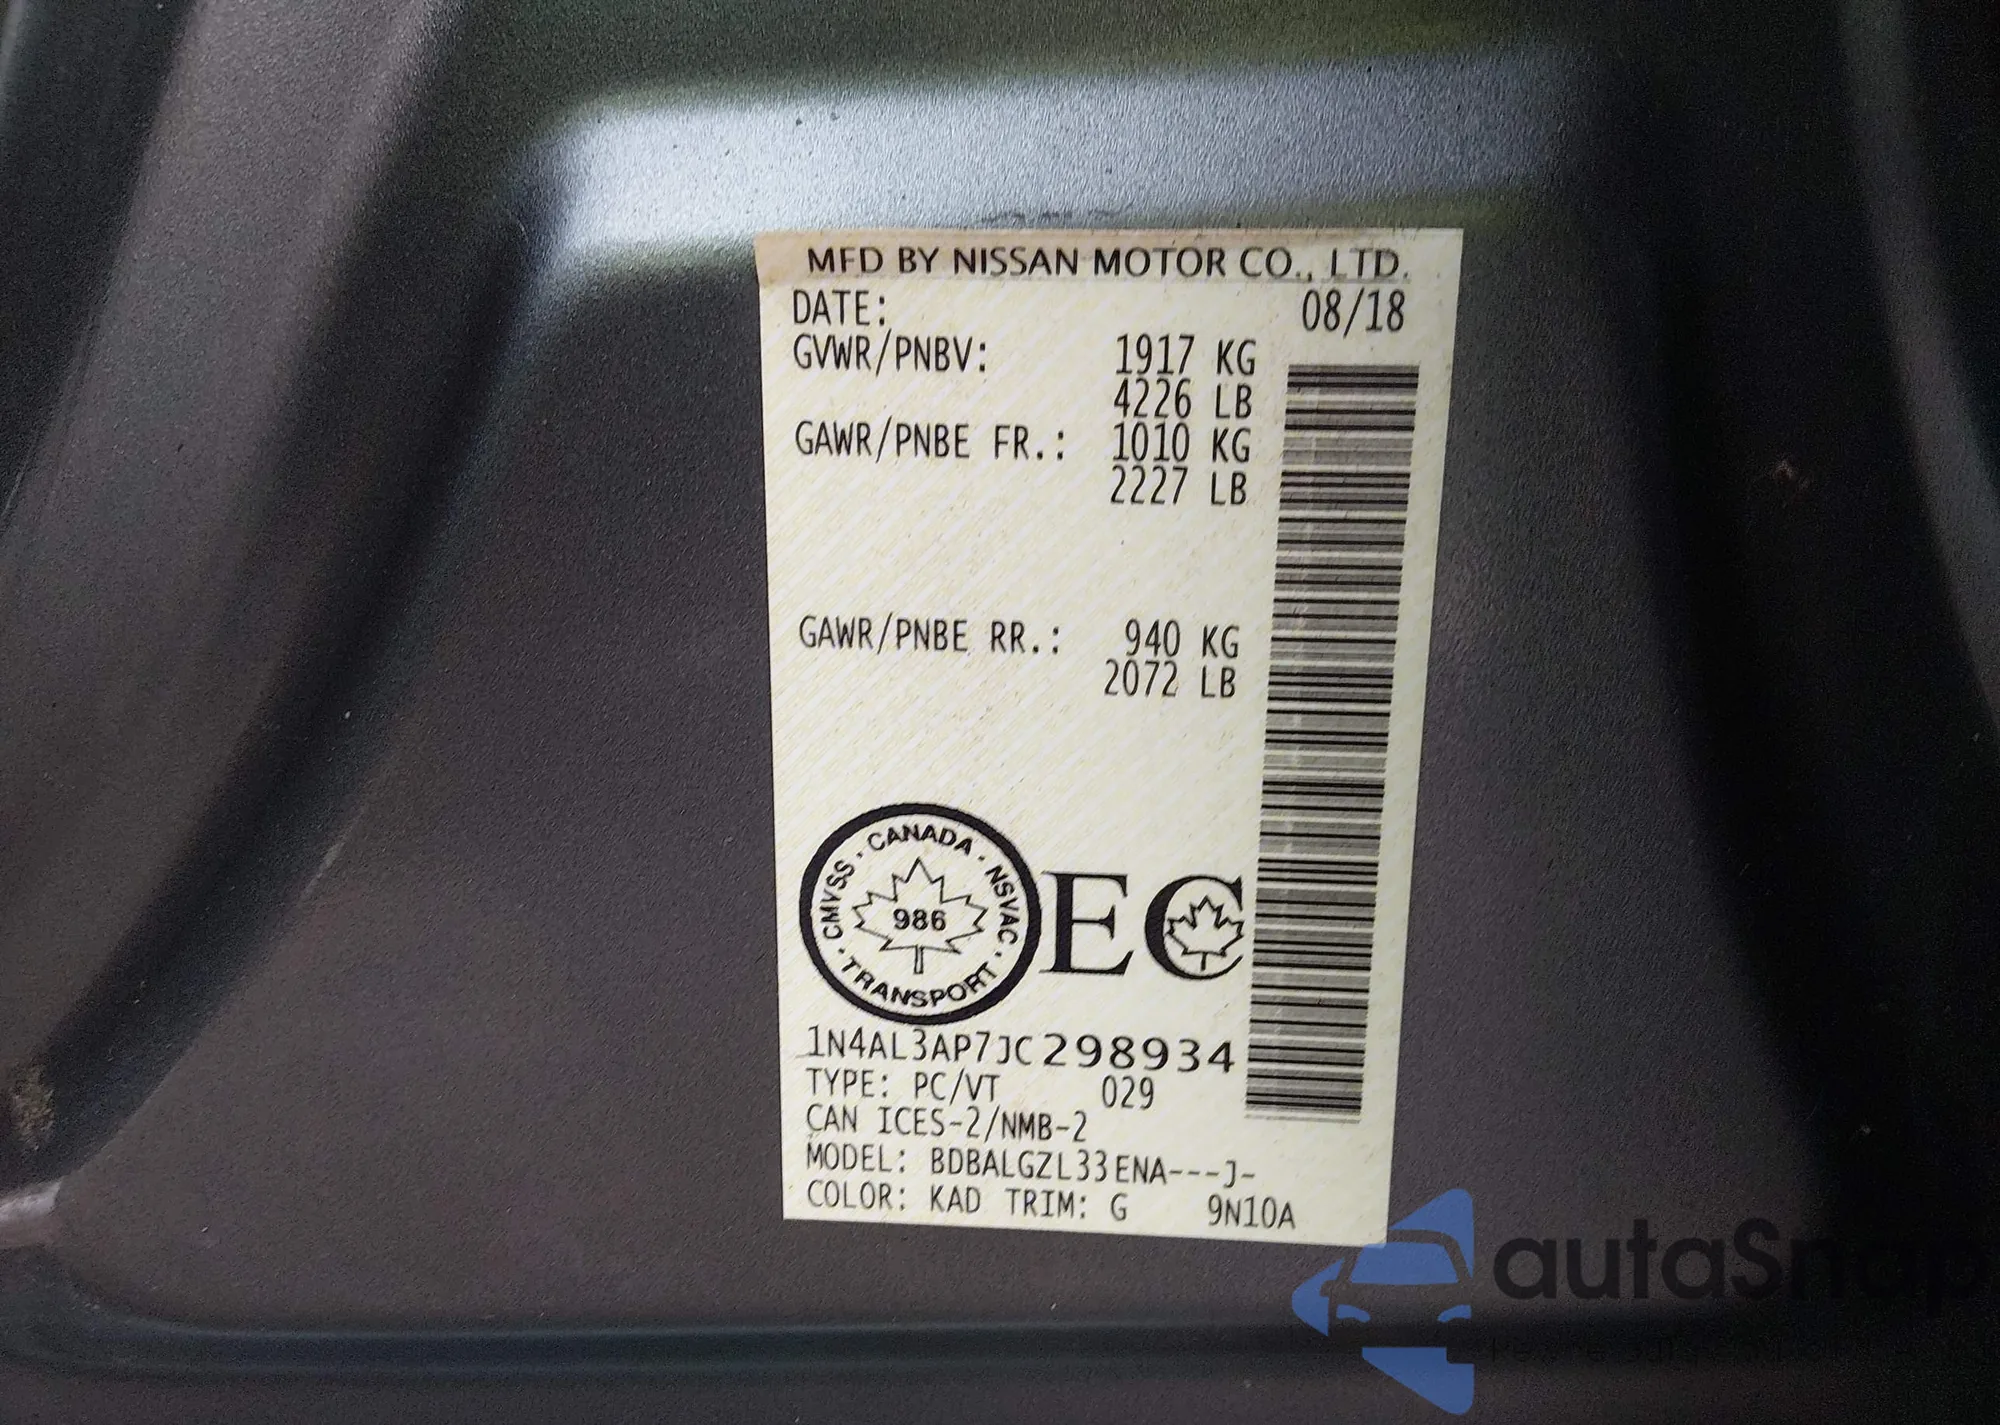 MFD BY NISSAN MOTOR CO., LTD.
DATE: 08/18
GVWR/PNBV: 1917 KG
4226 LB
GAWR/PNBE FR.: 1010 KG
2227 LB
GAWR/PNBE RR.: 940 KG
2072 LB
CMVSS · CANADA · NSVAC · TRANSPORT ·
986
EC
1N4AL3AP7JC298934
TYPE: PC/VT 029
CAN ICES-2/NMB-2
MODEL: BDBALGZL33ENA---J-
COLOR: KAD TRIM: G 9N10A
autaSnap